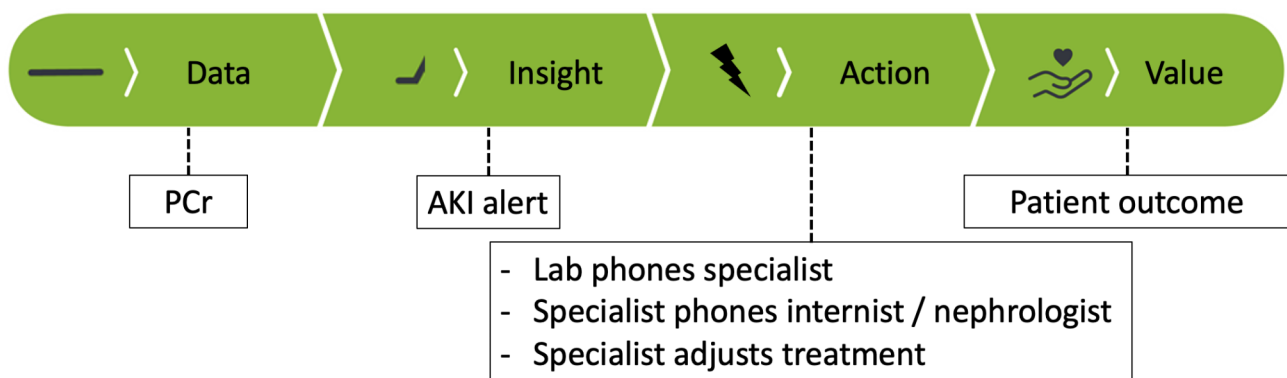 Data
Insight
Action
Value
PCr
AKI alert
Patient outcome
- Lab phones specialist
- Specialist phones internist / nephrologist
- Specialist adjusts treatment